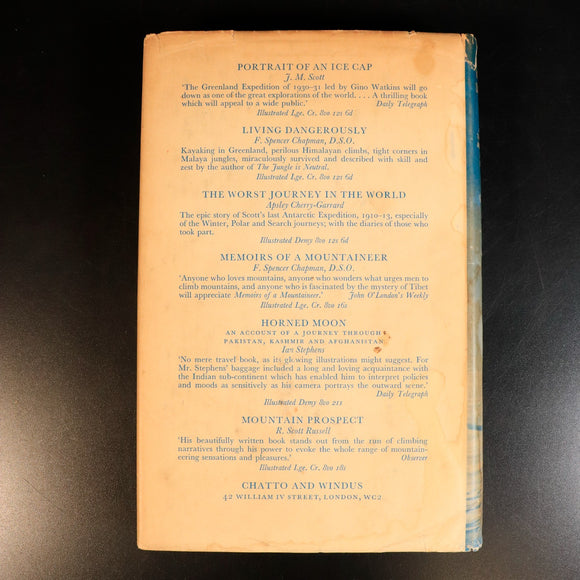 PORTRAIT OF AN ICE CAP
J. M. Scott
'The Greenland Expedition of 1930–31 led by Gino Watkins will go
down as one of the great explorations of the world. . . . A thrilling book
which will appeal to a wide public.' Daily Telegraph
Illustrated Lge. Cr. 8vo 12s 6d
LIVING DANGEROUSLY
F. Spencer Chapman, D.S.O.
Kayaking in Greenland, perilous Himalayan climbs, tight corners in
Malaya jungles, miraculously survived and described with skill and
zest by the author of The Jungle is Neutral.
Illustrated Lge. Cr. 8vo 12s 6d
THE WORST JOURNEY IN THE WORLD
Apsley Cherry-Garrard
The epic story of Scott's last Antarctic Expedition, 1910–13, especially
of the Winter, Polar and Search journeys; with the diaries of those who
took part.
Illustrated Demy 8vo 12s 6d
MEMOIRS OF A MOUNTAINEER
F. Spencer Chapman, D.S.O.
'Anyone who loves mountains, anyone who wonders what urges men to
climb mountains, and anyone who is fascinated by the mystery of Tibet
will appreciate Memoirs of a Mountaineer.' John O'London's Weekly
Illustrated Lge. Cr. 8vo 16s
HORNED MOON
AN ACCOUNT OF A JOURNEY THROUGH
PAKISTAN, KASHMIR AND AFGHANISTAN
Ian Stephens
'No mere travel book, as its glowing illustrations might suggest. For
Mr. Stephens' baggage included a long and loving acquaintance with
the Indian sub-continent which has enabled him to interpret policies
and moods as sensitively as his camera portrays the outward scene.'
Daily Telegraph
Illustrated Demy 8vo 21s
MOUNTAIN PROSPECT
R. Scott Russell
'His beautifully written book stands out from the run of climbing
narratives through his power to evoke the whole range of mountain-
eering sensations and pleasures.' Observer
Illustrated Lge. Cr. 8vo 18s
CHATTO AND WINDUS
42 WILLIAM IV STREET, LONDON, WC2